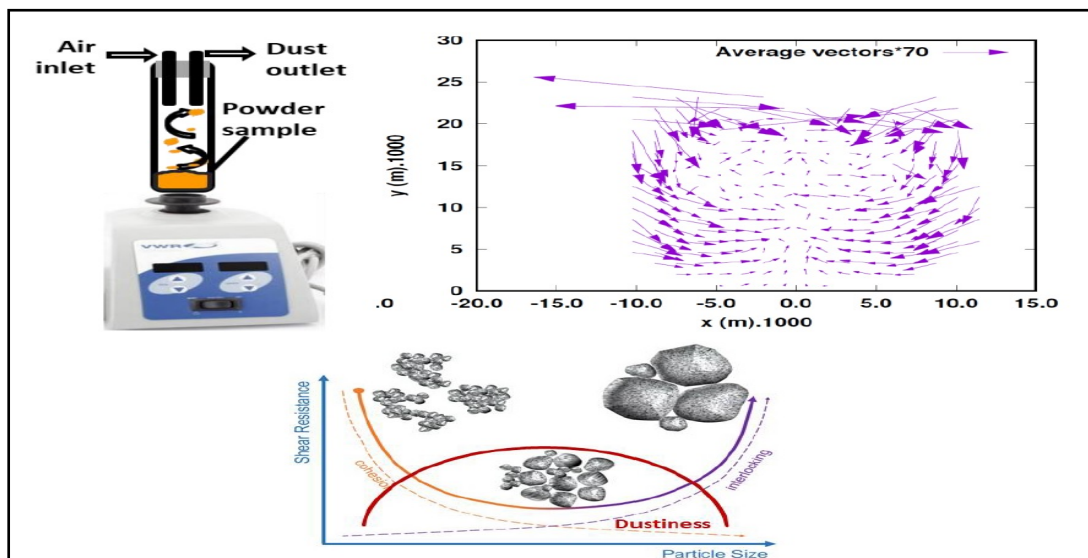 Air
inlet
Dust
outlet
Powder
sample
VWR
Average vectors*70
30
25
20
15
10
5
0
y (m).1000
.0
-20.0
-15.0
-10.0
-5.0
0.0
5.0
10.0
15.0
x (m).1000
Shear Resistance
cohesion
interlocking
Dustiness
Particle Size